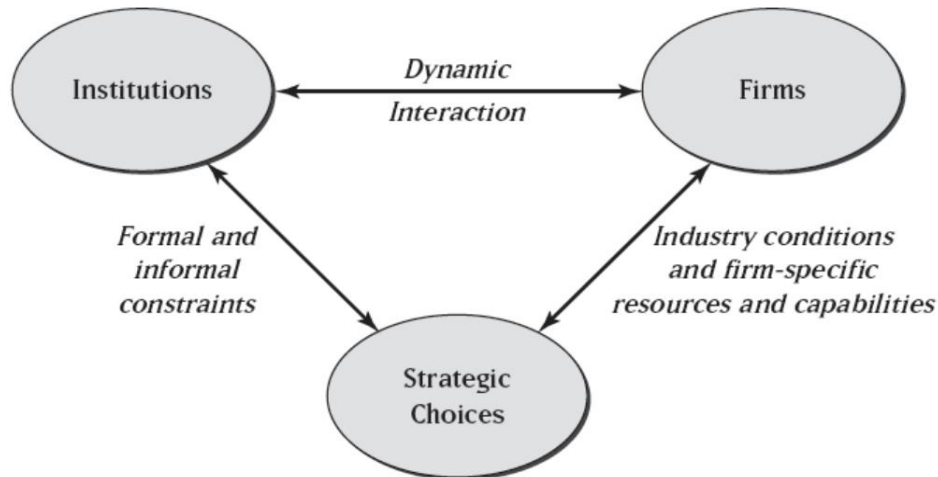 Institutions
Dynamic
Interaction
Firms
Formal and
informal
constraints
Industry conditions
and firm-specific
resources and capabilities
Strategic
Choices